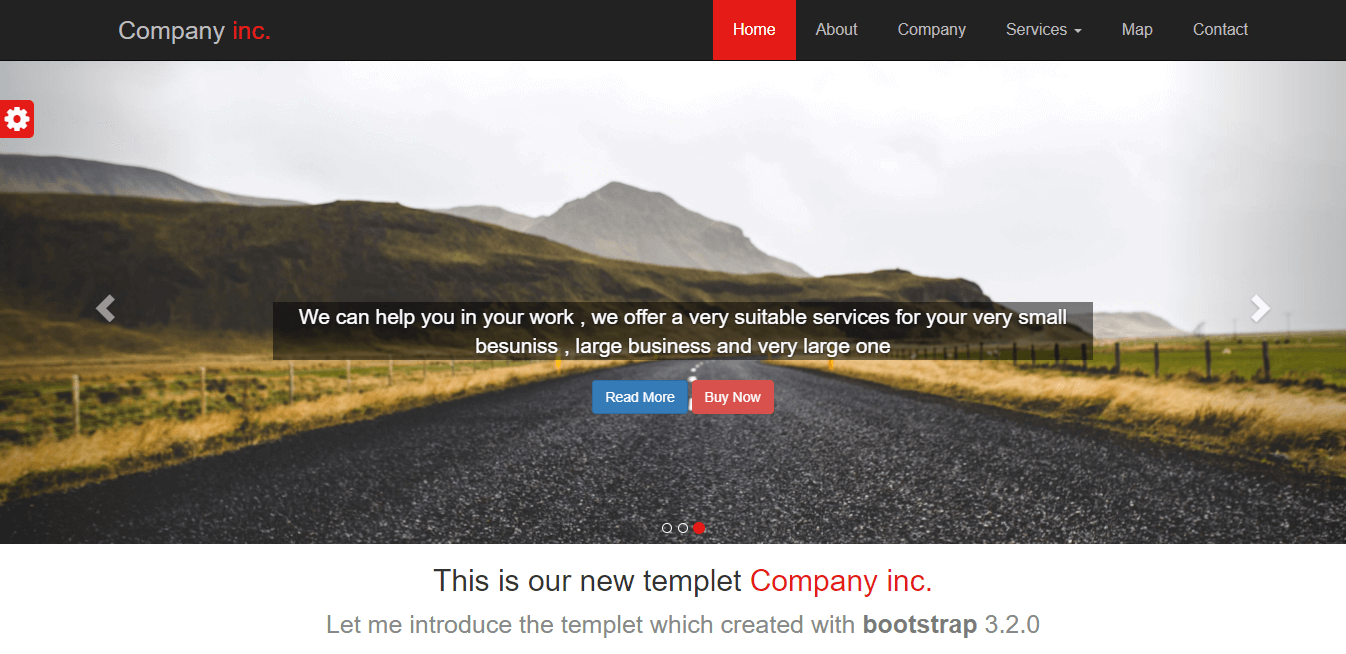 Company inc.
Home About Company Services Map Contact
We can help you in your work , we offer a very suitable services for your very small
besuniss , large business and very large one
Read More Buy Now
This is our new templet Company inc.
Let me introduce the templet which created with bootstrap 3.2.0